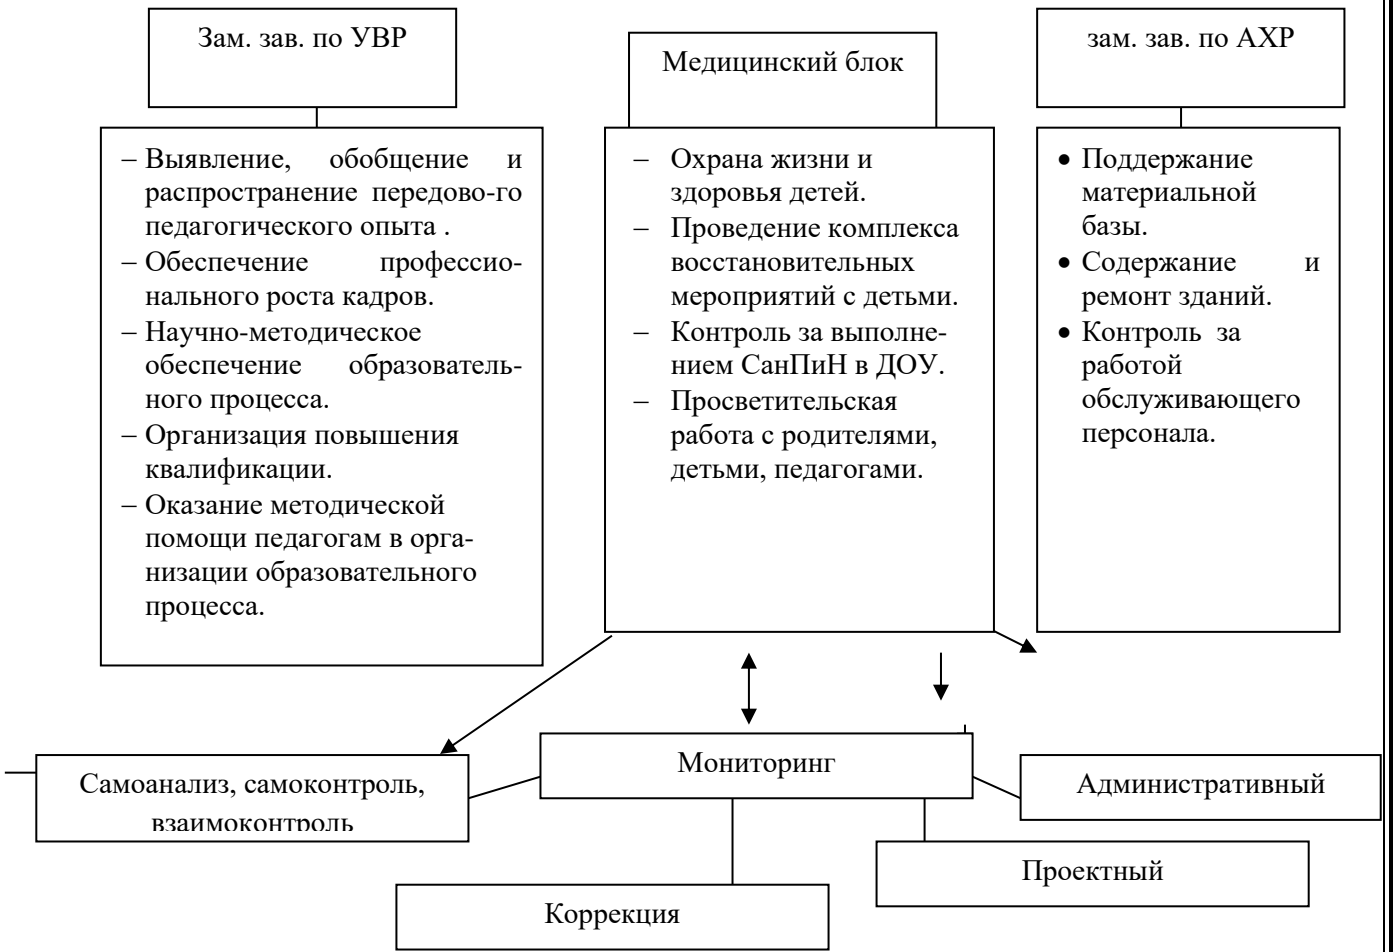 Зам. зав. по УВР
– Выявление, обобщение и
распространение передово-го
педагогического опыта .
– Обеспечение профессио-
нального роста кадров.
– Научно-методическое
обеспечение образователь-
ного процесса.
– Организация повышения
квалификации.
– Оказание методической
помощи педагогам в орга-
низации образовательного
процесса.
Медицинский блок
– Охрана жизни и
здоровья детей.
– Проведение комплекса
восстановительных
мероприятий с детьми.
– Контроль за выполне-
нием СанПиН в ДОУ.
– Просветительская
работа с родителями,
детьми, педагогами.
зам. зав. по АХР
• Поддержание
материальной
базы.
• Содержание и
ремонт зданий.
• Контроль за
работой
обслуживающего
персонала.
Самоанализ, самоконтроль,
взаимоконтроль
Мониторинг
Административный
Проектный
Коррекция